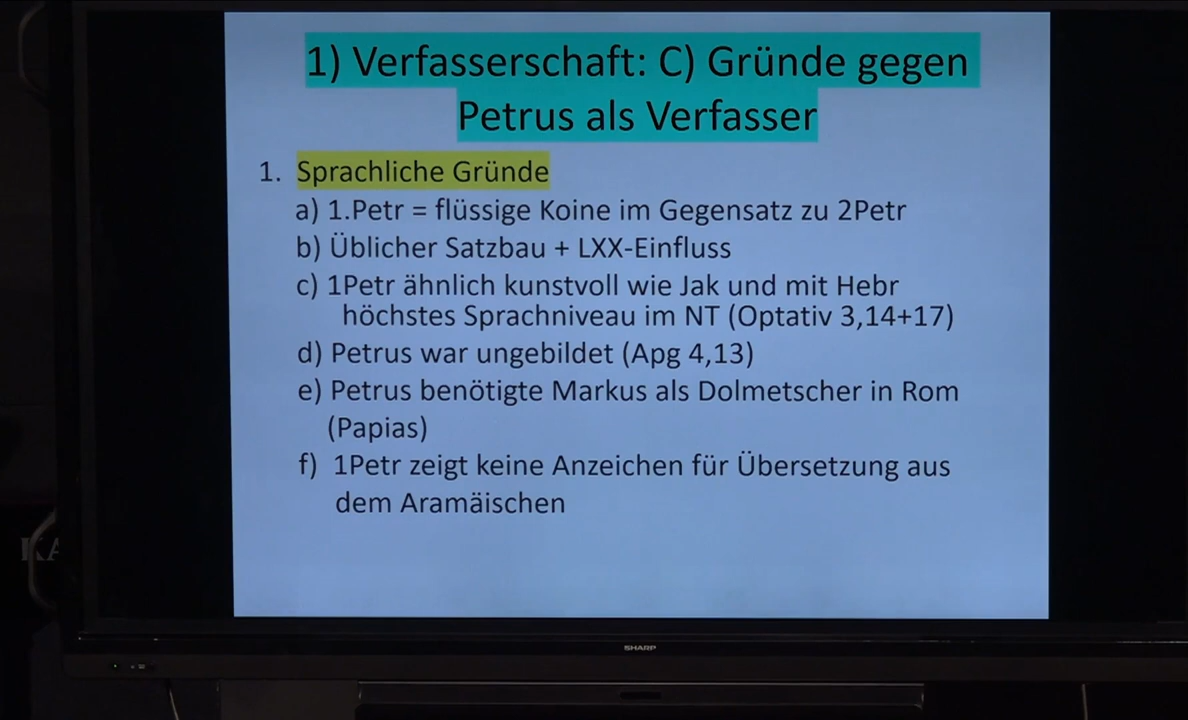 1) Verfasserschaft: C) Gründe gegen
Petrus als Verfasser
1. Sprachliche Gründe
a) 1.Petr = flüssige Koine im Gegensatz zu 2Petr
b) Üblicher Satzbau + LXX-Einfluss
c) 1Petr ähnlich kunstvoll wie Jak und mit Hebr
höchstes Sprachniveau im NT (Optativ 3,14+17)
d) Petrus war ungebildet (Apg 4,13)
e) Petrus benötigte Markus als Dolmetscher in Rom
(Papias)
f) 1Petr zeigt keine Anzeichen für Übersetzung aus
dem Aramäischen
SHARP